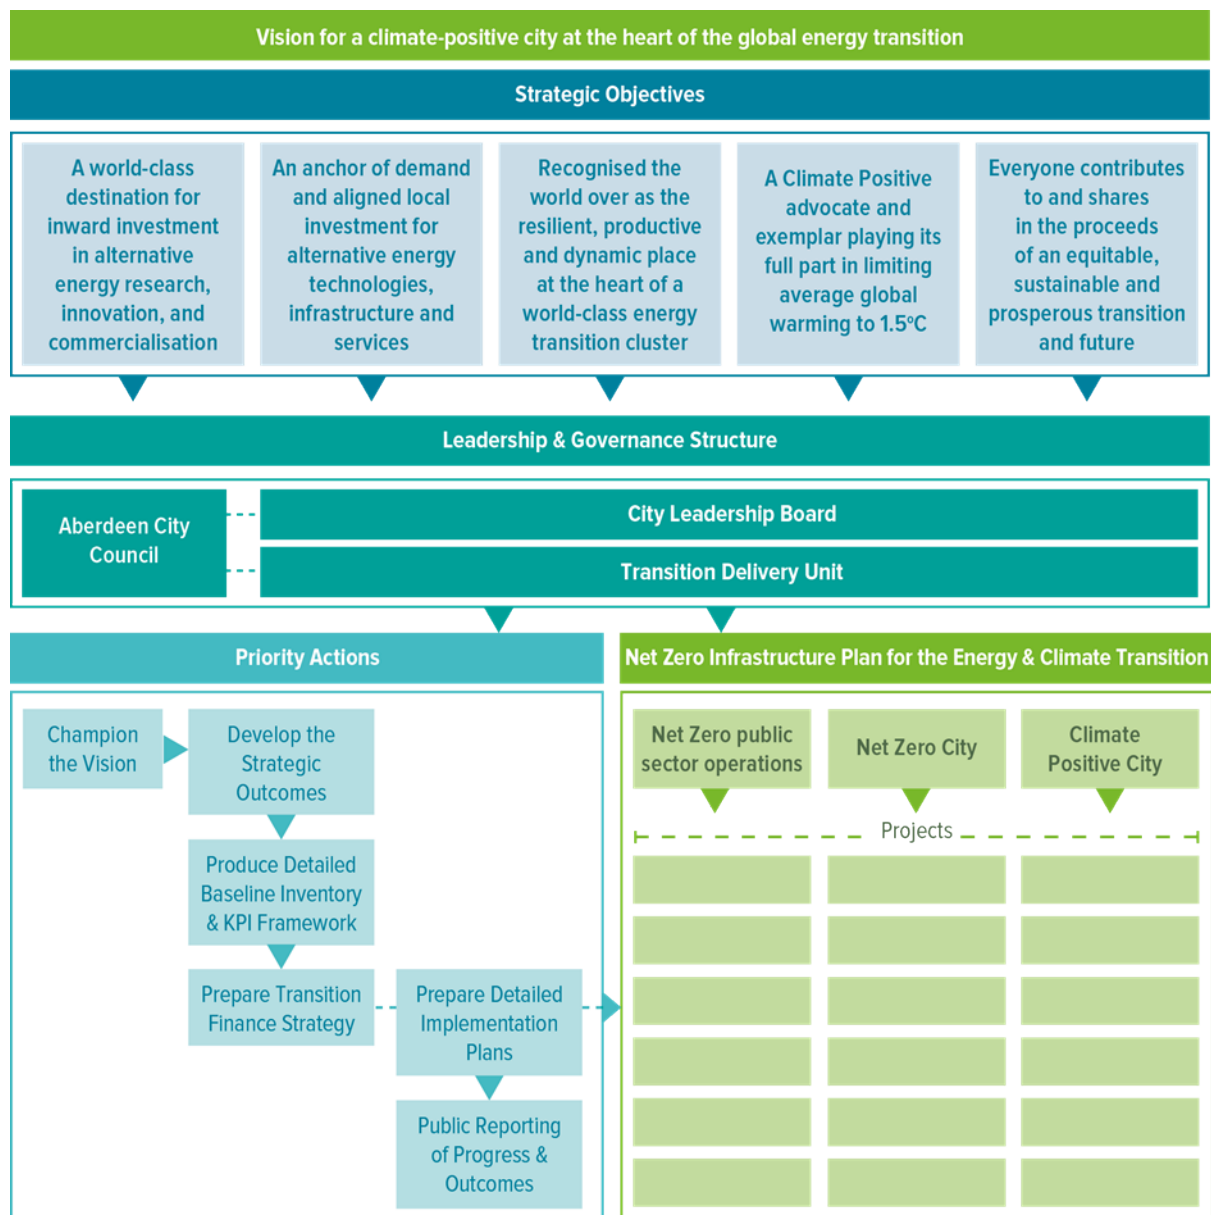 Vision for a climate-positive city at the heart of the global energy transition
Strategic Objectives
A world-class
destination for
inward investment
in alternative
energy research,
innovation, and
commercialisation
An anchor of demand
and aligned local
investment for
alternative energy
technologies,
infrastructure and
services
Recognised the
world over as the
resilient, productive
and dynamic place
at the heart of a
world-class energy
transition cluster
A Climate Positive
advocate and
exemplar playing its
full part in limiting
average global
warming to 1.5ºC
Everyone contributes
to and shares
in the proceeds
of an equitable,
sustainable and
prosperous transition
and future
Leadership & Governance Structure
Aberdeen City
Council
City Leadership Board
Transition Delivery Unit
Priority Actions
Champion
the Vision
Develop the
Strategic
Outcomes
Produce Detailed
Baseline Inventory
& KPI Framework
Prepare Transition
Finance Strategy
Prepare Detailed
Implementation
Plans
Public Reporting
of Progress &
Outcomes
Net Zero Infrastructure Plan for the Energy & Climate Transition
Net Zero public
sector operations
Net Zero City
Climate
Positive City
Projects